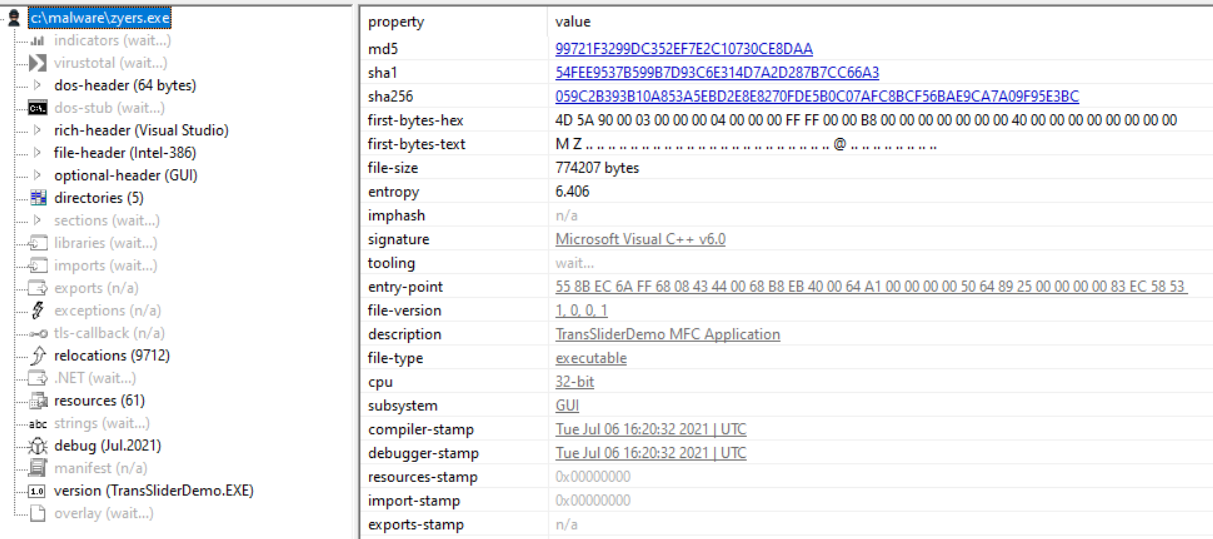 c:\malware\zyers.exe
indicators (wait...)
virustotal (wait...)
dos-header (64 bytes)
dos-stub (wait...)
rich-header (Visual Studio)
file-header (Intel-386)
optional-header (GUI)
directories (5)
sections (wait...)
libraries (wait...)
imports (wait...)
exports (n/a)
exceptions (n/a)
tls-callback (n/a)
relocations (9712)
.NET (wait...)
resources (61)
abc strings (wait...)
debug (Jul.2021)
manifest (n/a)
1.0 version (TransSliderDemo.EXE)
overlay (wait...)
property value
md5 99721F3299DC352EF7E2C10730CE8DAA
sha1 54FEE9537B599B7D93C6E314D7A2D287B7CC66A3
sha256 059C2B393B10A853A5EBD2E8E8270FDE5B0C07AFC8BCF56BAE9CA7A09F95E3BC
first-bytes-hex 4D 5A 90 00 03 00 00 00 04 00 00 00 FF FF 00 00 B8 00 00 00 00 00 00 00 40 00 00 00 00 00 00 00
first-bytes-text M Z .. .. .. .. .. .. .. .. .. .. .. .. .. .. .. .. .. .. .. .. .. .. @ .. .. .. .. .. .. ..
file-size 774207 bytes
entropy 6.406
imphash n/a
signature Microsoft Visual C++ v6.0
tooling wait...
entry-point 55 8B EC 6A FF 68 08 43 44 00 68 B8 EB 40 00 64 A1 00 00 00 00 50 64 89 25 00 00 00 00 83 EC 58 53
file-version 1, 0, 0, 1
description TransSliderDemo MFC Application
file-type executable
cpu 32-bit
subsystem GUI
compiler-stamp Tue Jul 06 16:20:32 2021 | UTC
debugger-stamp Tue Jul 06 16:20:32 2021 | UTC
resources-stamp 0x00000000
import-stamp 0x00000000
exports-stamp n/a